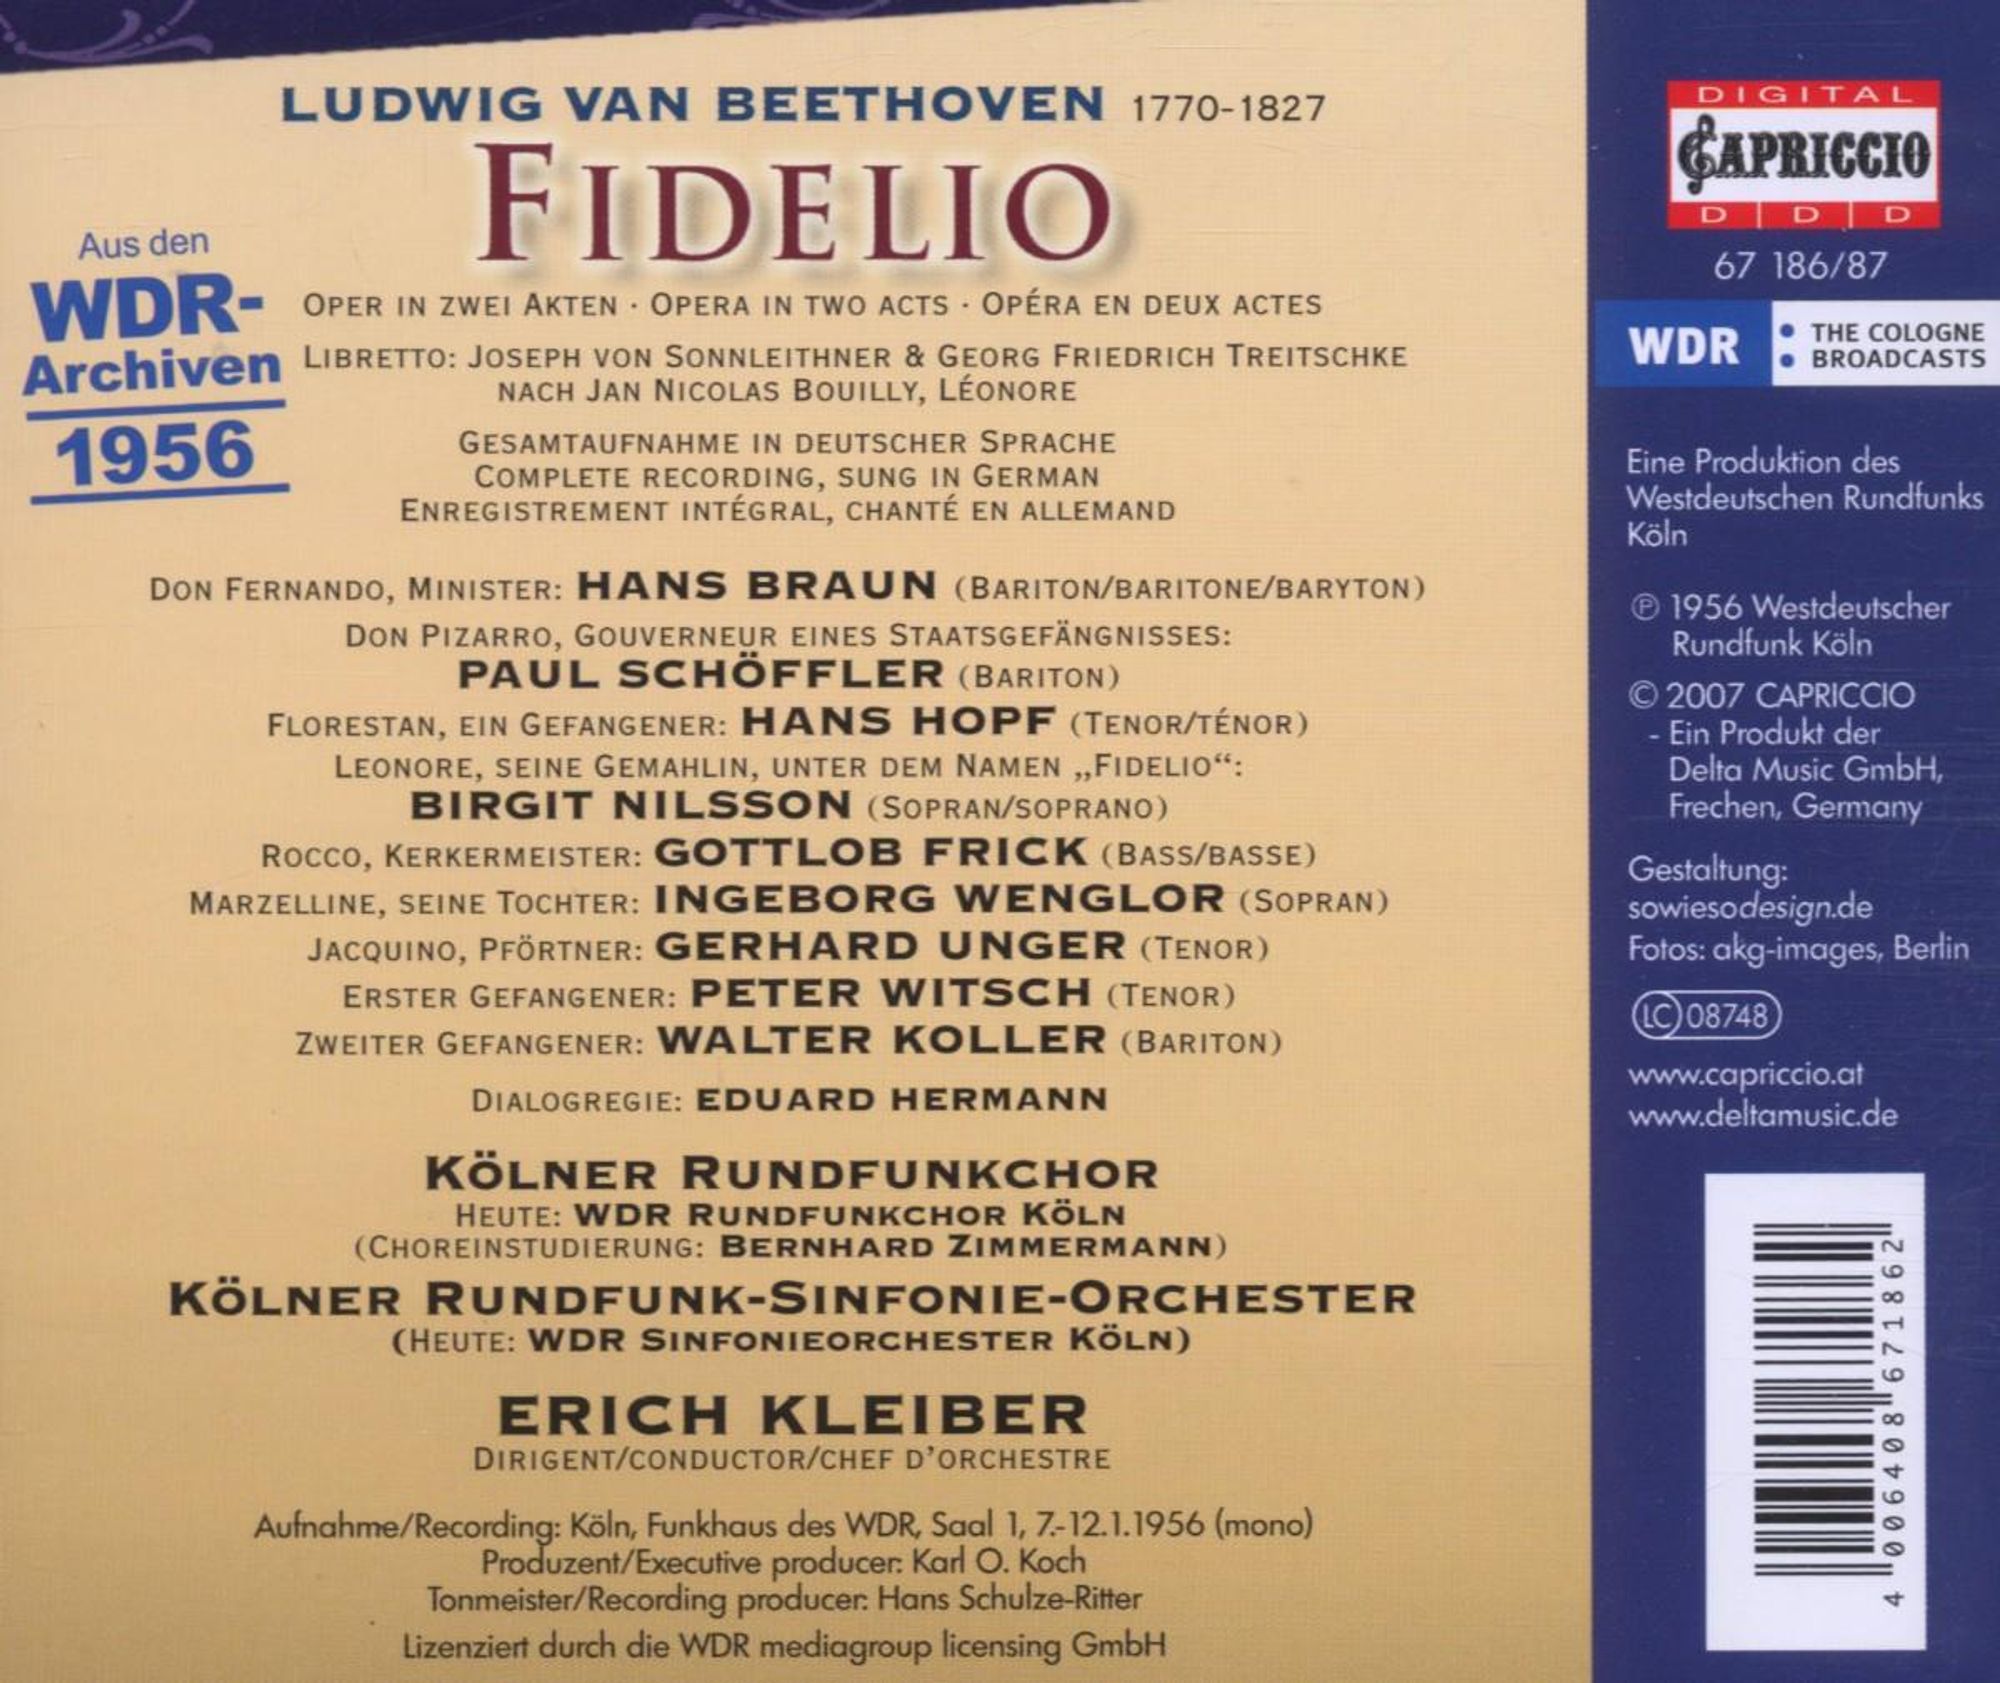 LUDWIG VAN BEETHOVEN 1770-1827
FIDELIO
Aus den
WDR-
Archiven
1956
OPER IN ZWEI AKTEN · OPERA IN TWO ACTS · OPÉRA EN DEUX ACTES
LIBRETTO: JOSEPH VON SONNLEITHNER & GEORG FRIEDRICH TREITSCHKE
NACH JAN NICOLAS BOUILLY, LÉONORE
GESAMTAUFNAHME IN DEUTSCHER SPRACHE
COMPLETE RECORDING, SUNG IN GERMAN
ENREGISTREMENT INTÉGRAL, CHANTÉ EN ALLEMAND
DON FERNANDO, MINISTER: HANS BRAUN (BARITON/BARITONE/BARYTON)
DON PIZARRO, GOUVERNEUR EINES STAATSGEFÄNGNISSES:
PAUL SCHÖFFLER (BARITON)
FLORESTAN, EIN GEFANGENER: HANS HOPF (TENOR/TÉNOR)
LEONORE, SEINE GEMAHLIN, UNTER DEM NAMEN „FIDELIO“:
BIRGIT NILSSON (SOPRAN/SOPRANO)
ROCCO, KERKERMEISTER: GOTTLOB FRICK (BASS/BASSE)
MARZELLINE, SEINE TOCHTER: INGEBORG WENGLOR (SOPRAN)
JACQUINO, PFÖRTNER: GERHARD UNGER (TENOR)
ERSTER GEFANGENER: PETER WITSCH (TENOR)
ZWEITER GEFANGENER: WALTER KOLLER (BARITON)
DIALOGREGIE: EDUARD HERMANN
KÖLNER RUNDFUNKCHOR
HEUTE: WDR RUNDFUNKCHOR KÖLN
(CHOREINSTUDIERUNG: BERNHARD ZIMMERMANN)
KÖLNER RUNDFUNK-SINFONIE-ORCHESTER
(HEUTE: WDR SINFONIEORCHESTER KÖLN)
ERICH KLEIBER
DIRIGENT/CONDUCTOR/CHEF D’ORCHESTRE
Aufnahme/Recording: Köln, Funkhaus des WDR, Saal 1, 7.-12.1.1956 (mono)
Produzent/Executive producer: Karl O. Koch
Tonmeister/Recording producer: Hans Schulze-Ritter
Lizenziert durch die WDR mediagroup licensing GmbH
DIGITAL
CAPRICCIO
D | D | D
67 186/87
WDR : THE COLOGNE
BROADCASTS
Eine Produktion des
Westdeutschen Rundfunks
Köln
℗ 1956 Westdeutscher
Rundfunk Köln
© 2007 CAPRICCIO
- Ein Produkt der
Delta Music GmbH,
Frechen, Germany
Gestaltung:
sowiesodesign.de
Fotos: akg-images, Berlin
LC 08748
www.capriccio.at
www.deltamusic.de
4 006408 671862